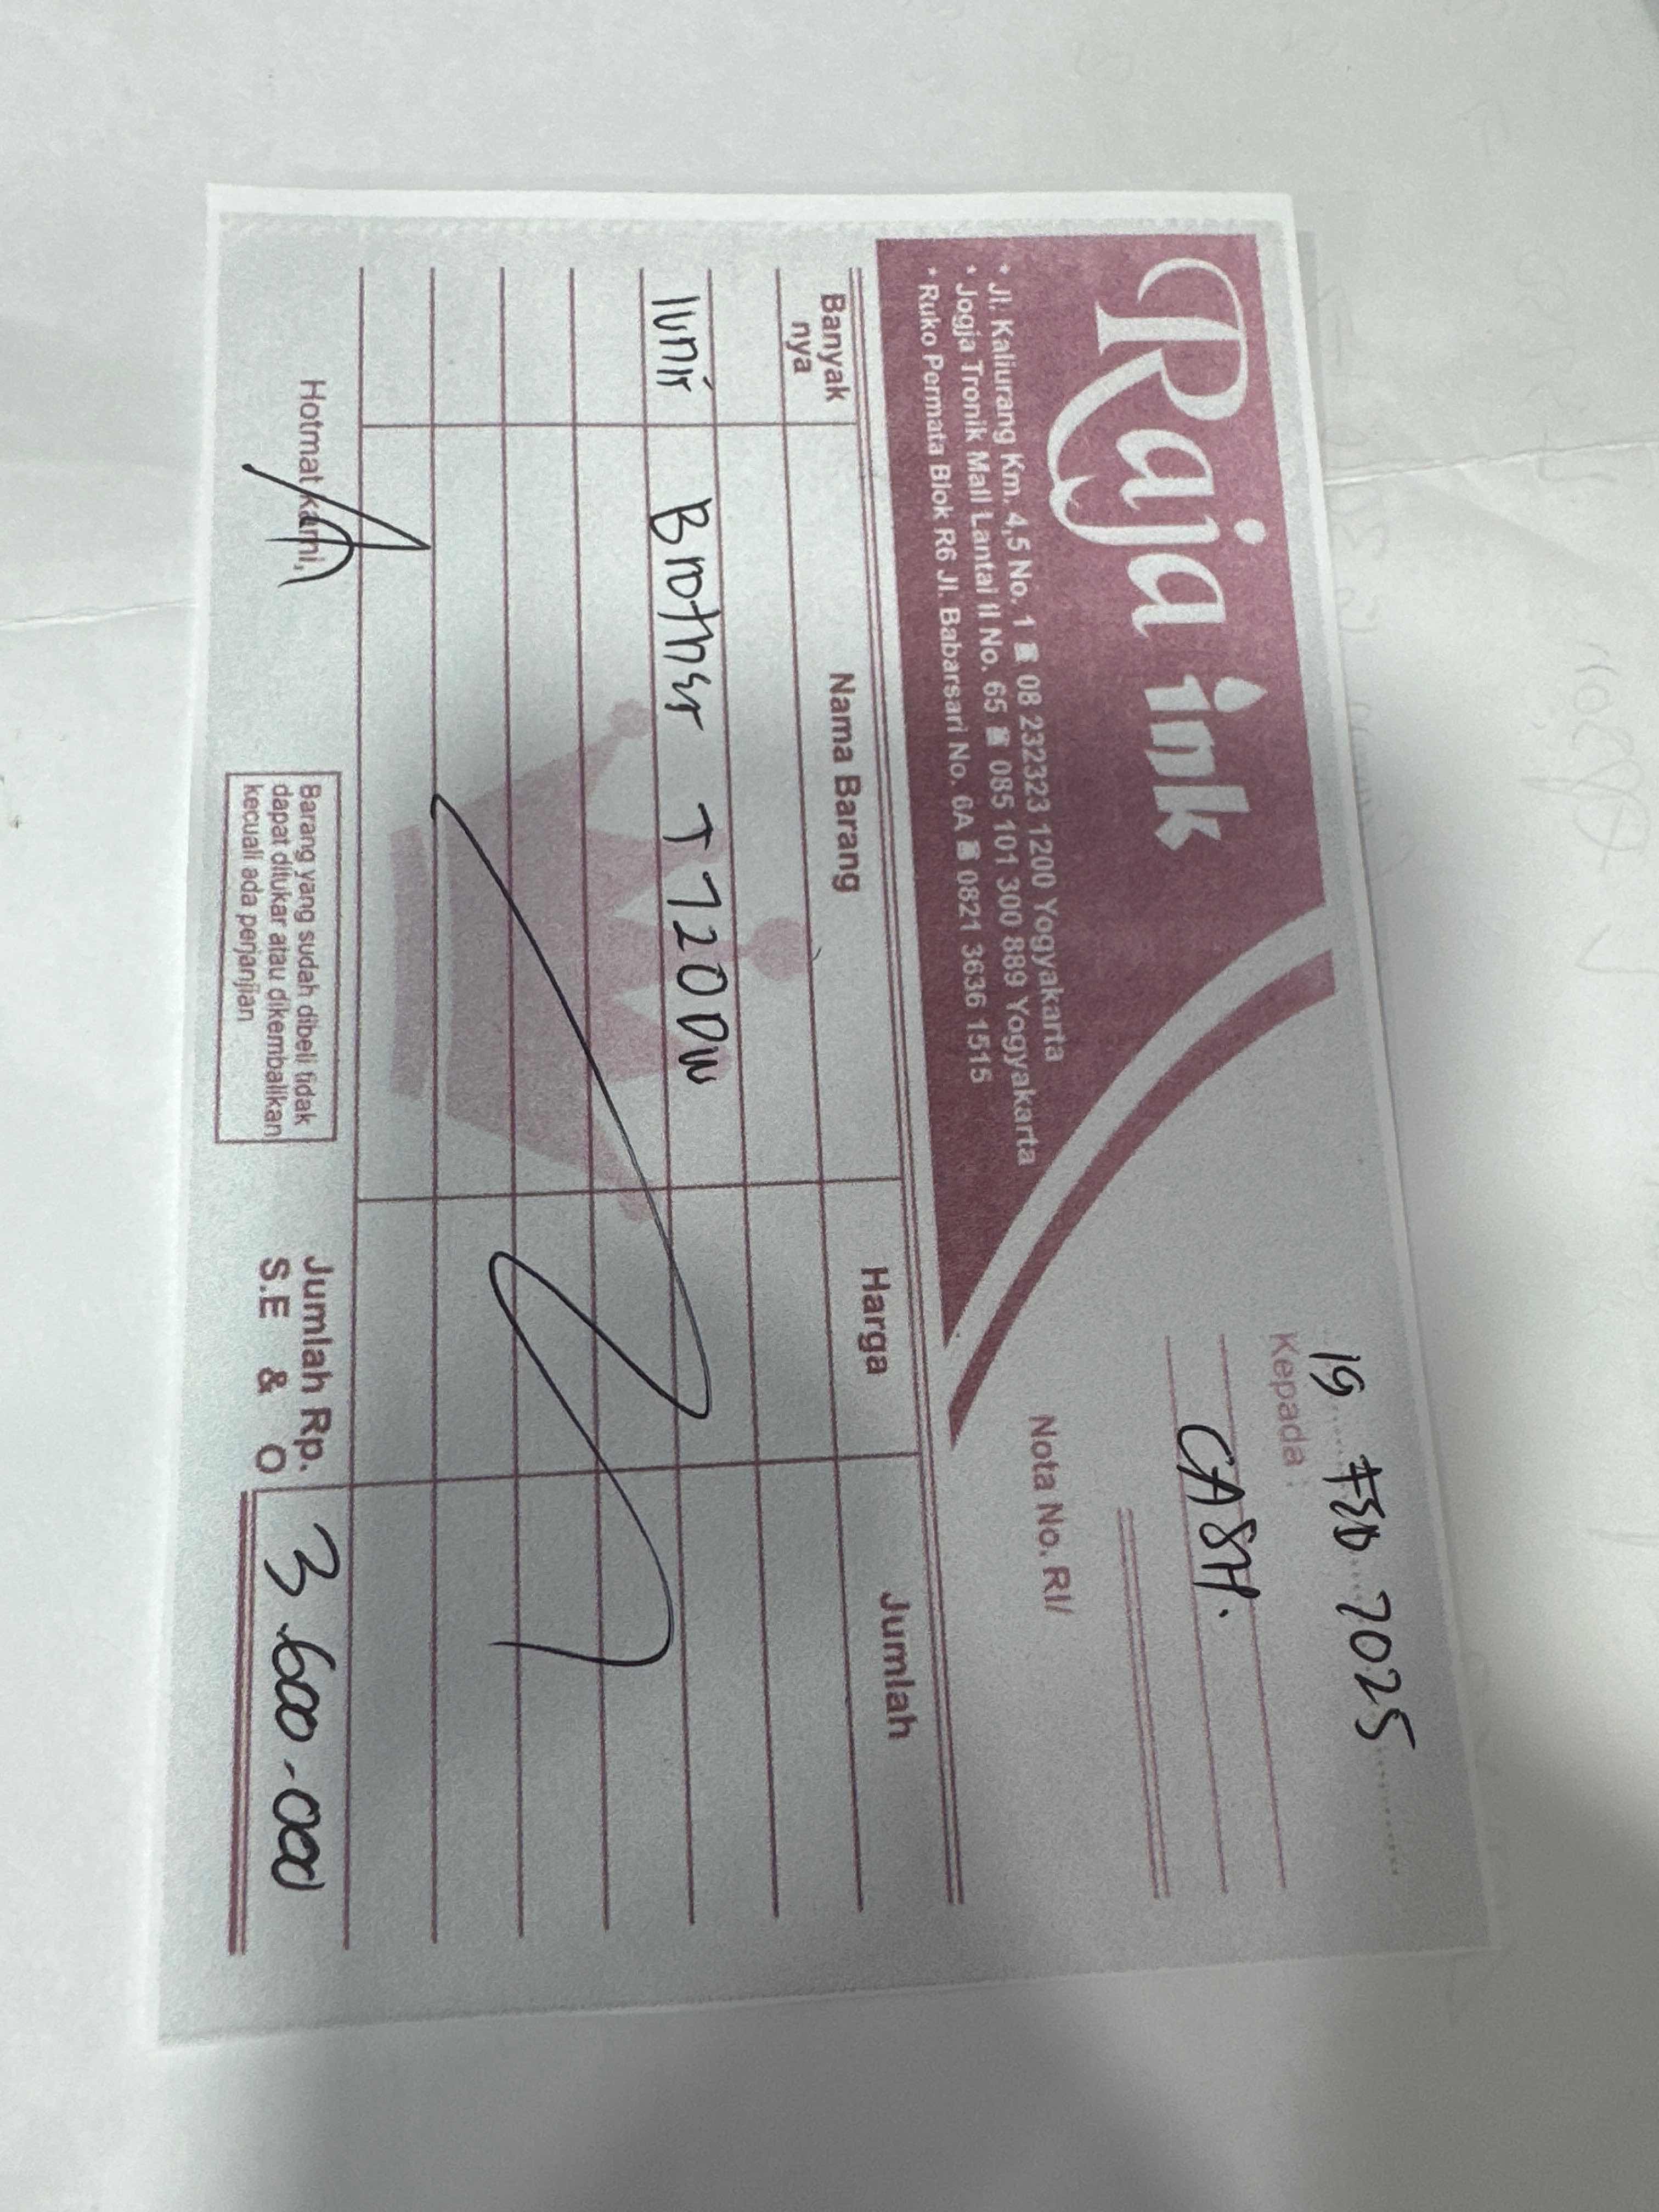 Raja ink
* Jl. Kaliurang Km. 4,5 No. 1 08 232323 1200 Yogyakarta
* Jogja Tronik Mall Lantai II No. 65 085 101 300 889 Yogyakarta
* Ruko Permata Blok R6 Jl. Babarsari No. 6A 0821 3636 1515
19 FEB 2025
Kepada :
CASH.
Nota No. RI/
Banyak nya Nama Barang Harga Jumlah
1 unit Brother T 720DW
Hotmat kami,
Barang yang sudah dibeli tidak
dapat ditukar atau dikembalikan
kecuali ada perjanjian
Jumlah Rp. 3.600.000
S.E & O